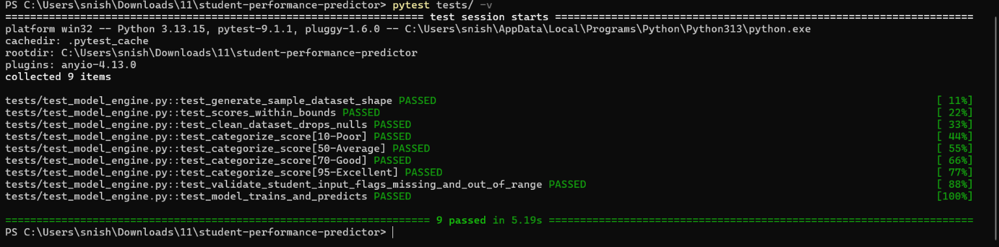 PS C:\Users\snish\Downloads\11\student-performance-predictor> pytest tests/ -v
============================= test session starts =============================
platform win32 -- Python 3.13.15, pytest-9.1.1, pluggy-1.6.0 -- C:\Users\snish\AppData\Local\Programs\Python\Python313\python.exe
cachedir: .pytest_cache
rootdir: C:\Users\snish\Downloads\11\student-performance-predictor
plugins: anyio-4.13.0
collected 9 items
tests/test_model_engine.py::test_generate_sample_dataset_shape PASSED [ 11%]
tests/test_model_engine.py::test_scores_within_bounds PASSED [ 22%]
tests/test_model_engine.py::test_clean_dataset_drops_nulls PASSED [ 33%]
tests/test_model_engine.py::test_categorize_score[10-Poor] PASSED [ 44%]
tests/test_model_engine.py::test_categorize_score[50-Average] PASSED [ 55%]
tests/test_model_engine.py::test_categorize_score[70-Good] PASSED [ 66%]
tests/test_model_engine.py::test_categorize_score[95-Excellent] PASSED [ 77%]
tests/test_model_engine.py::test_validate_student_input_flags_missing_and_out_of_range PASSED [ 88%]
tests/test_model_engine.py::test_model_trains_and_predicts PASSED [100%]
============================= 9 passed in 5.19s =============================
PS C:\Users\snish\Downloads\11\student-performance-predictor>